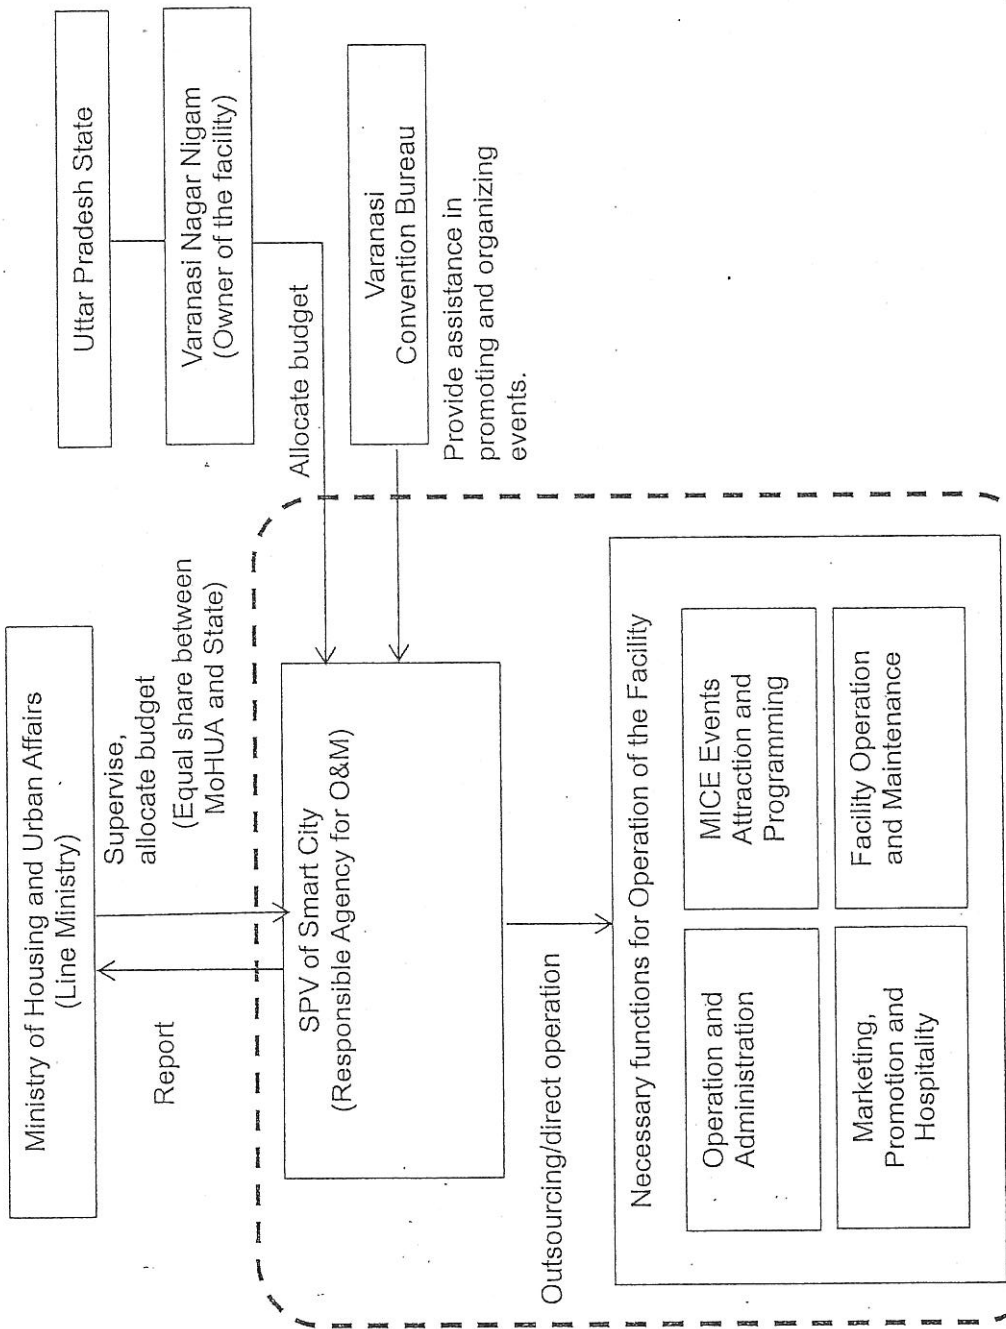 Ministry of Housing and Urban Affairs
(Line Ministry)
Uttar Pradesh State
Varanasi Nagar Nigam
(Owner of the facility)
Report
Supervise,
allocate budget
(Equal share between
MoHUA and State)
Allocate budget
Varanasi
Convention Bureau
Provide assistance in
promoting and organizing
events.
SPV of Smart City
(Responsible Agency for O&M)
Outsourcing/direct operation
Necessary functions for Operation of the Facility
Operation and
Administration
MICE Events
Attraction and
Programming
Marketing,
Promotion and
Hospitality
Facility Operation
and Maintenance